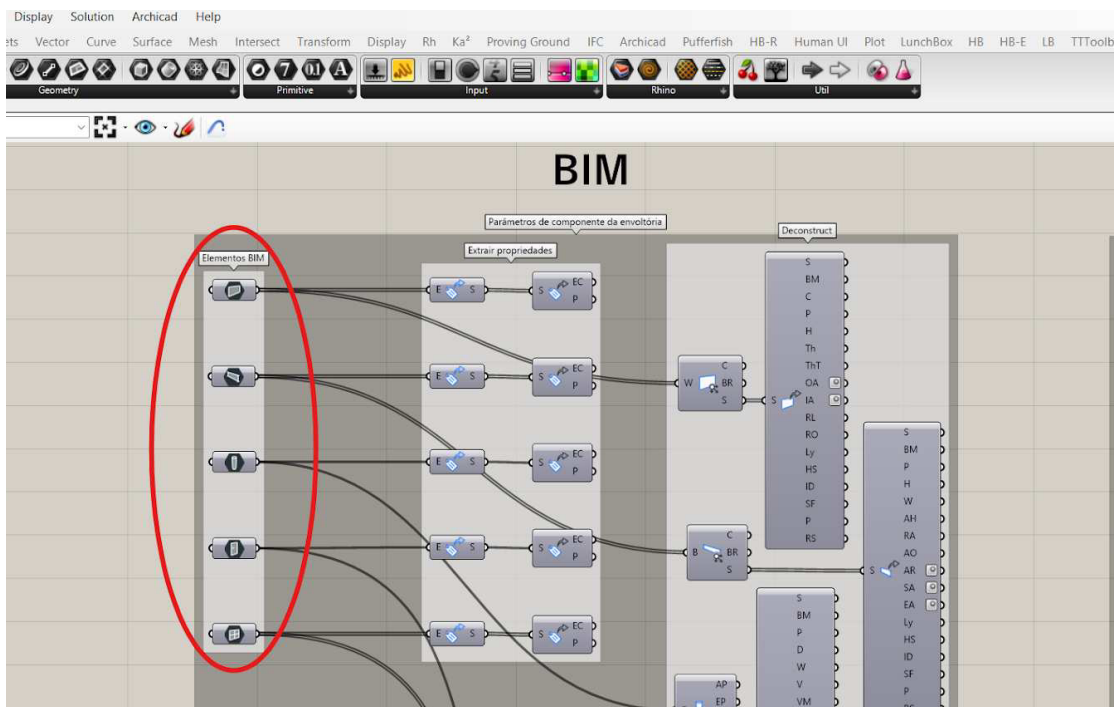 Display Solution Archicad Help
ets Vector Curve Surface Mesh Intersect Transform Display Rh Ka² Proving Ground IFC Archicad Pufferfish HB-R Human UI Plot LunchBox HB HB-E LB TTToolb
Geometry Primitive Input Rhino Util
BIM
Parámetros de componente da envoltória
Elementos BIM
Extrair propriedades
Deconstruct
E S
S EC P
E S
S EC P
E S
S EC P
E S
S EC P
E S
S EC P
W C BR S
S
S
BM
C
P
H
Th
ThT
OA
IA
RL
RO
Ly
HS
ID
SF
P
RS
B C BR S
S
S
BM
P
H
W
AH
RA
AO
AR
SA
EA
Ly
HS
ID
SF
P
RS
S
BM
P
D
W
V
VM
AP
EP